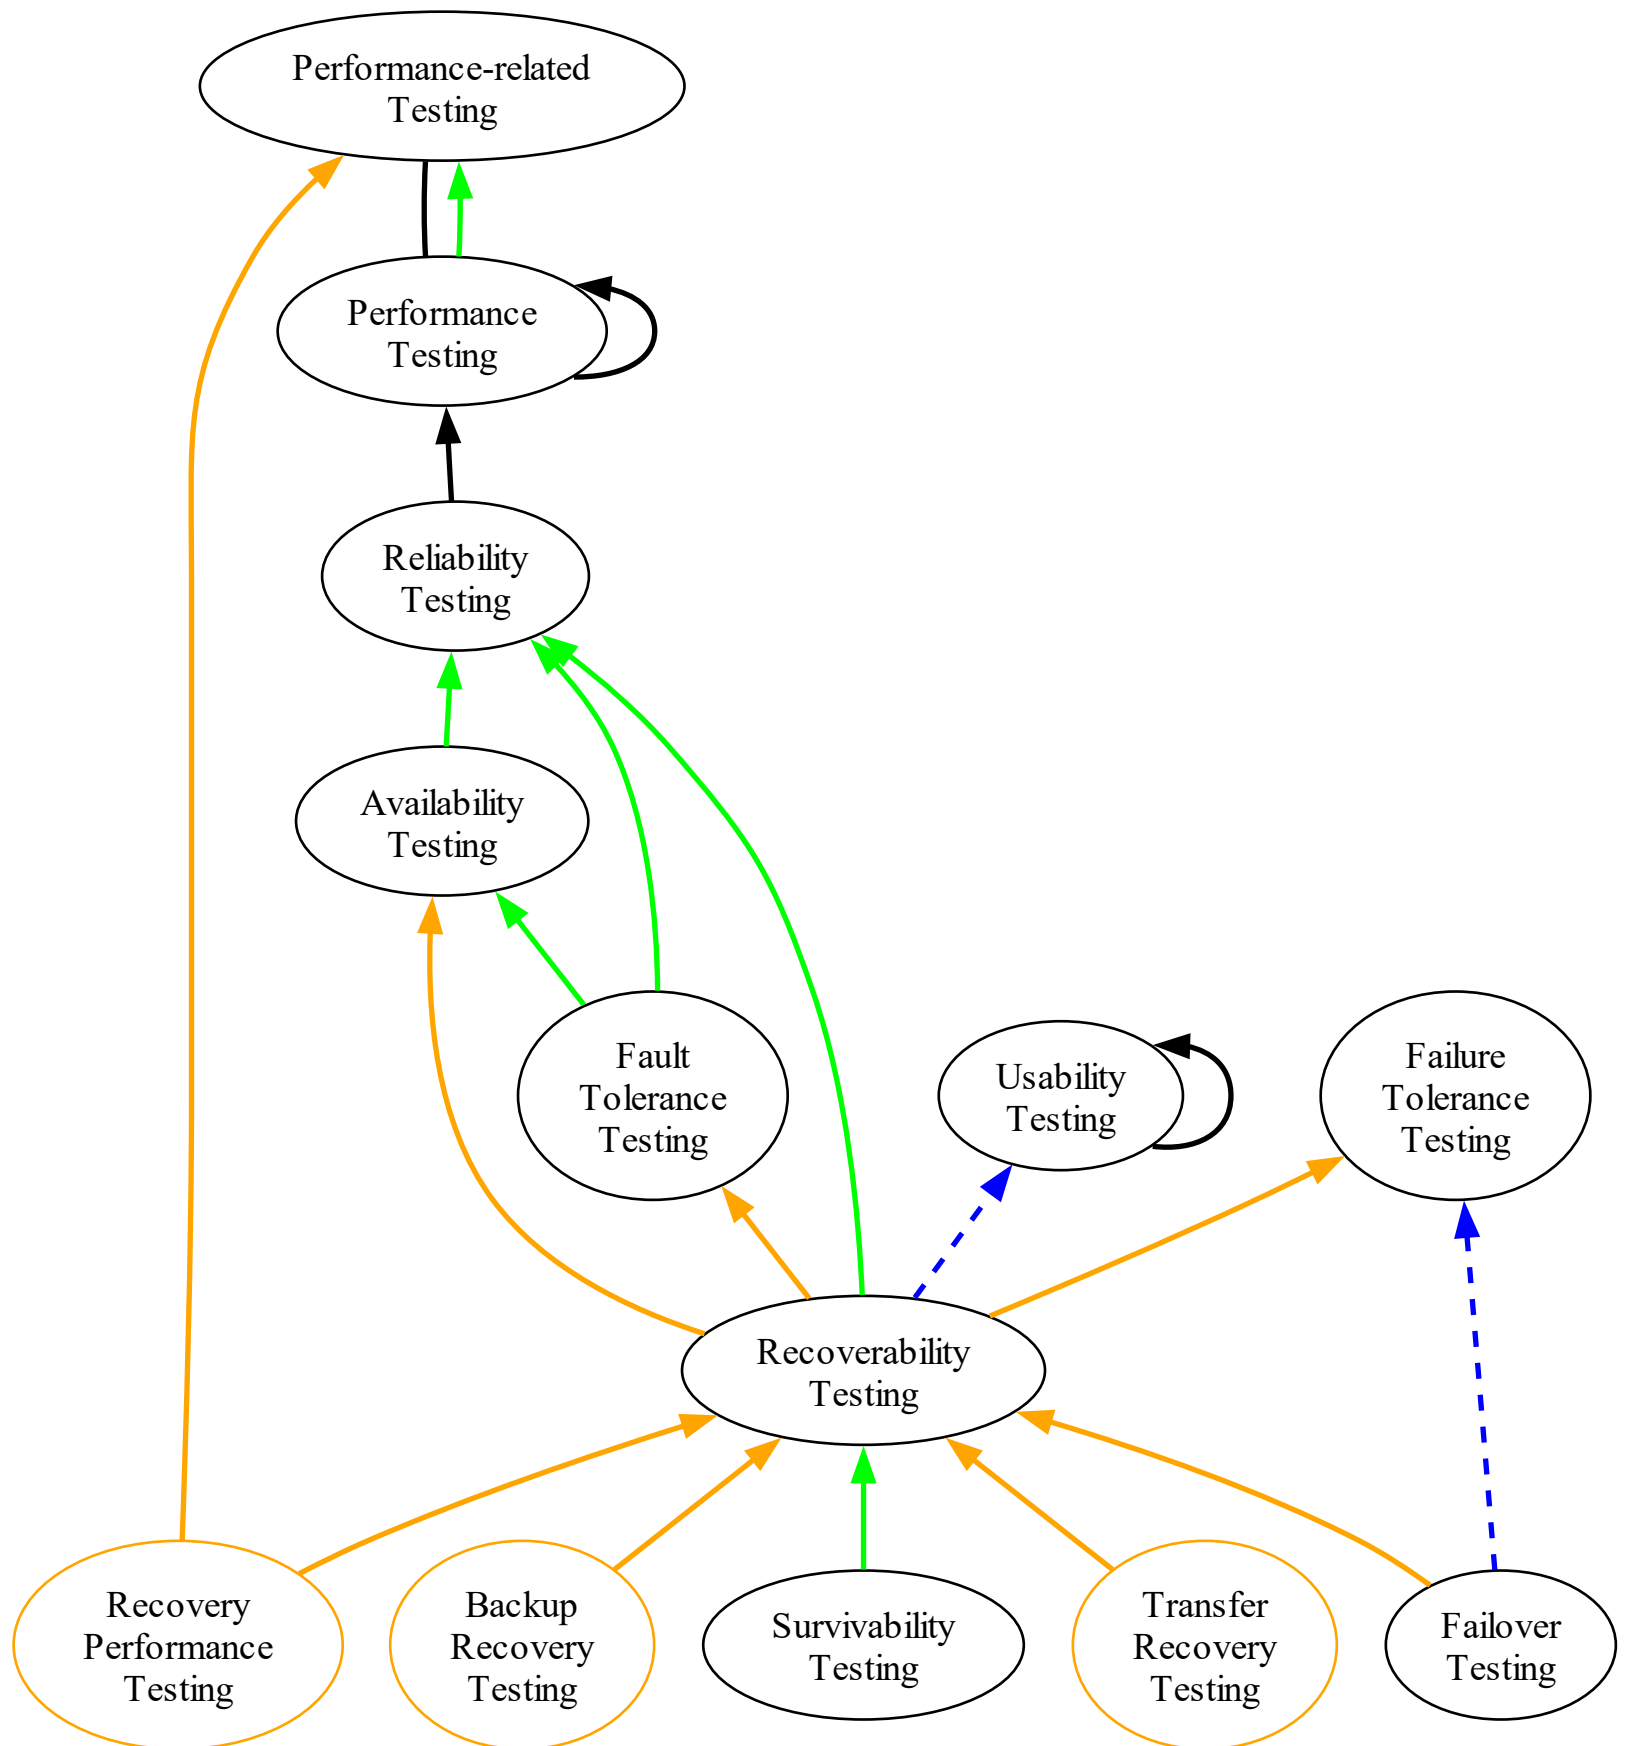 Performance-related
Testing
Performance
Testing
Reliability
Testing
Availability
Testing
Fault
Tolerance
Testing
Usability
Testing
Failure
Tolerance
Testing
Recoverability
Testing
Recovery
Performance
Testing
Backup
Recovery
Testing
Survivability
Testing
Transfer
Recovery
Testing
Failover
Testing